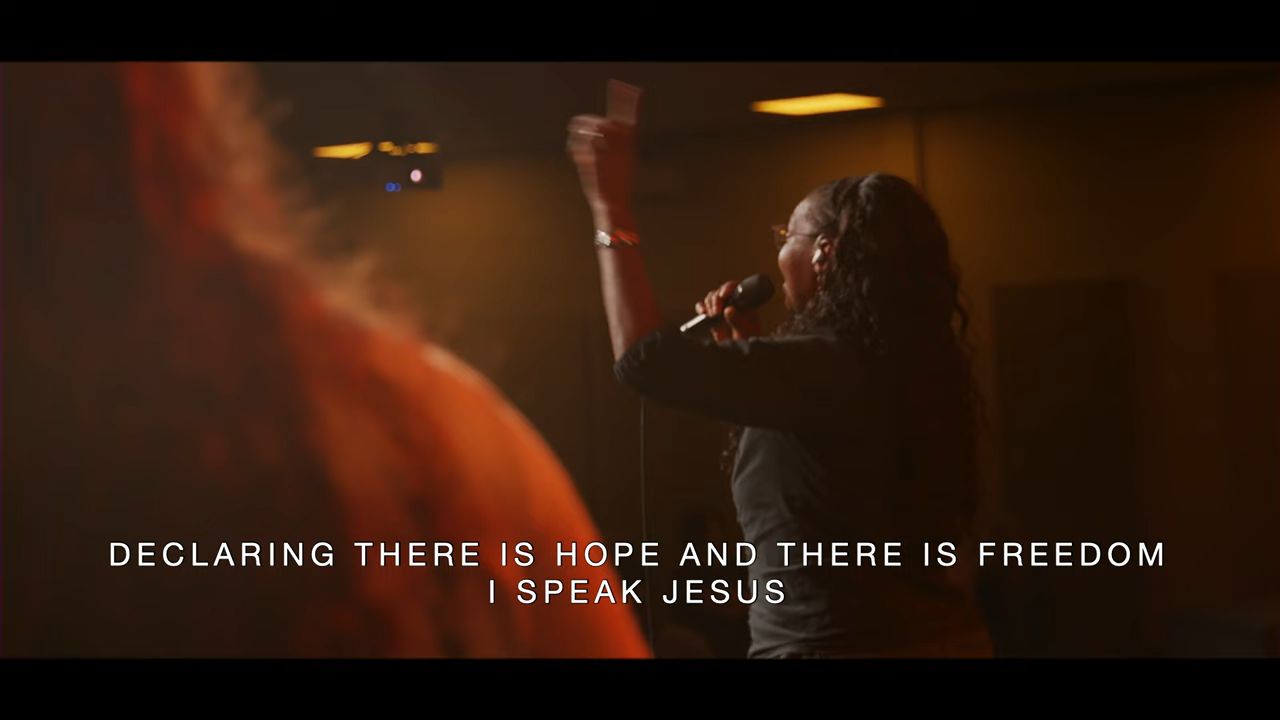 DECLARING THERE IS HOPE AND THERE IS FREEDOM
I SPEAK JESUS